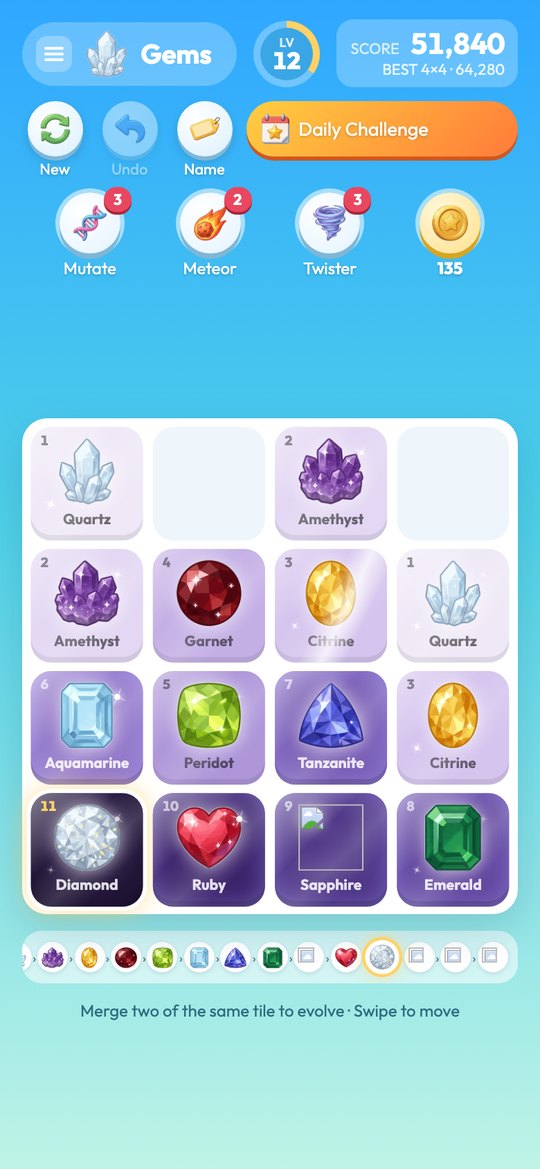 Gems
LV
12
SCORE 51,840
BEST 4×4 · 64,280
New
Undo
Name
Daily Challenge
3
2
3
Mutate
Meteor
Twister
135
1
Quartz
2
Amethyst
2
Amethyst
4
Garnet
3
Citrine
1
Quartz
6
Aquamarine
5
Peridot
7
Tanzanite
3
Citrine
11
Diamond
10
Ruby
9
Sapphire
8
Emerald
Merge two of the same tile to evolve · Swipe to move